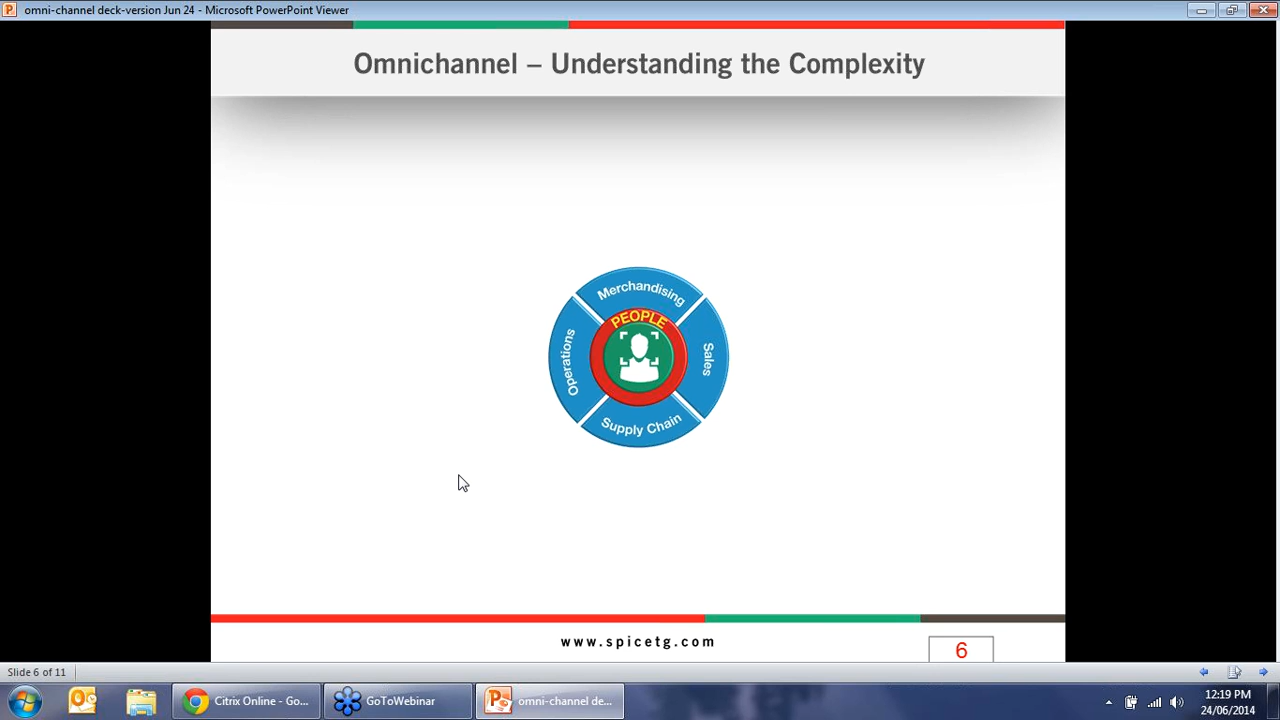 omni-channel deck-version Jun 24 - Microsoft PowerPoint Viewer
Omnichannel – Understanding the Complexity
Merchandising
PEOPLE
Operations
Sales
Supply Chain
www.spicetg.com
6
Slide 6 of 11
Citrix Online - Go...
GoToWebinar
omni-channel de...
12:19 PM
24/06/2014